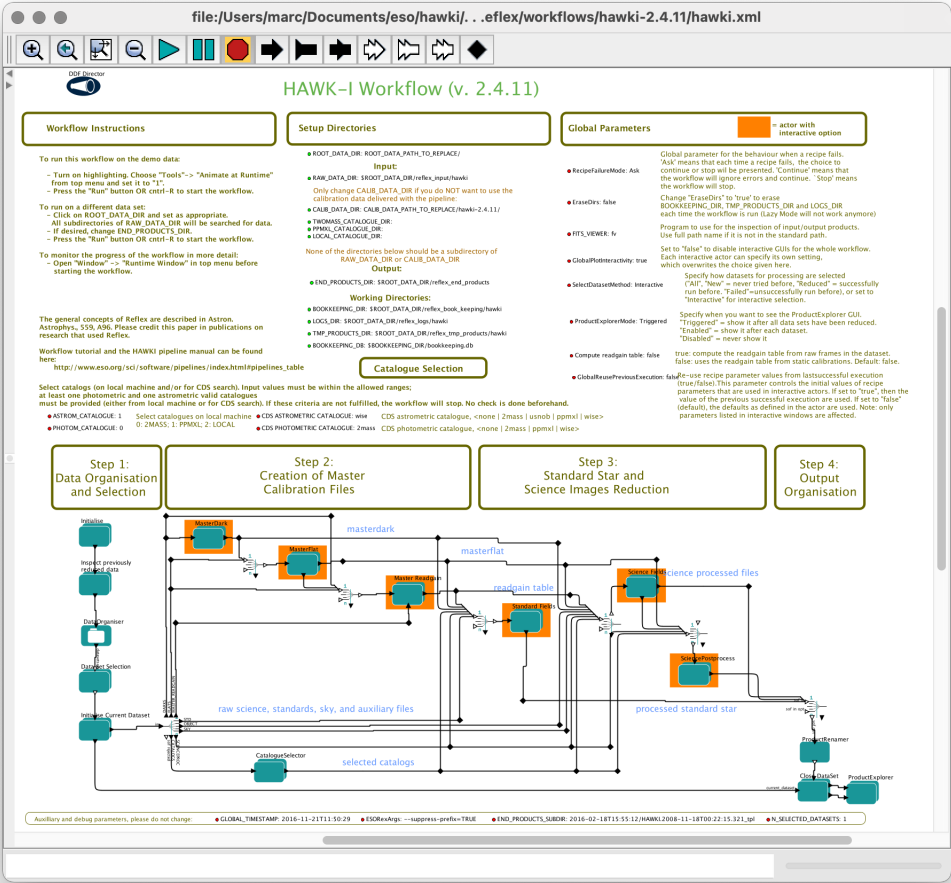 file:/Users/marc/Documents/eso/hawki/. . .eflex/workflows/hawki-2.4.11/hawki.xml
DDF Director
HAWK-I Workflow (v. 2.4.11)
Workflow Instructions
To run this workflow on the demo data:
– Turn on highlighting. Choose "Tools"-> "Animate at Runtime"
from top menu and set it to "1".
– Press the "Run" button OR cntrl-R to start the workflow.
To run on a different data set:
– Click on ROOT_DATA_DIR and set as appropriate.
All subdirectories of RAW_DATA_DIR will be searched for data.
– If desired, change END_PRODUCTS_DIR.
– Press the "Run" button OR cntrl-R to start the workflow.
To monitor the progress of the workflow in more detail:
– Open "Window" –> "Runtime Window" in top menu before
starting the workflow.
The general concepts of Reflex are described in Astron.
Astrophys., 559, A96. Please credit this paper in publications on
research that used Reflex.
Workflow tutorial and the HAWKI pipeline manual can be found
here:
http://www.eso.org/sci/software/pipelines/index.html#pipelines_table
Setup Directories
ROOT_DATA_DIR: ROOT_DATA_PATH_TO_REPLACE/
Input:
RAW_DATA_DIR: $ROOT_DATA_DIR/reflex_input/hawki
Only change CALIB_DATA_DIR if you do NOT want to use the
calibration data delivered with the pipeline:
CALIB_DATA_DIR: CALIB_DATA_PATH_TO_REPLACE/hawki-2.4.11/
TWOMASS_CATALOGUE_DIR:
PPMXL_CATALOGUE_DIR:
LOCAL_CATALOGUE_DIR:
None of the directories below should be a subdirectory of
RAW_DATA_DIR or CALIB_DATA_DIR
Output:
END_PRODUCTS_DIR: $ROOT_DATA_DIR/reflex_end_products
Working Directories:
BOOKKEEPING_DIR: $ROOT_DATA_DIR/reflex_book_keeping/hawki
LOGS_DIR: $ROOT_DATA_DIR/reflex_logs/hawki
TMP_PRODUCTS_DIR: $ROOT_DATA_DIR/reflex_tmp_products/hawki
BOOKKEEPING_DB: $BOOKKEEPING_DIR/bookkeeping.db
Global Parameters
= actor with
interactive option
RecipeFailureMode: Ask
Global parameter for the behaviour when a recipe fails.
'Ask' means that each time a recipe fails, the choice to
continue or stop wil be presented. 'Continue' means that the
workflow will ignore errors and continue. `Stop' means
the workflow will stop.
EraseDirs: false
Change "EraseDirs" to "true' to erase
BOOKKEEPING_DIR, TMP_PRODUCTS_DIR and LOGS_DIR
each time the workflow is run (Lazy Mode will not work anymore)
FITS_VIEWER: fv
Program to use for the inspection of input/output products.
Use full path name if it is not in the standard path.
GlobalPlotInteractivity: true
Set to "false" to disable interactive GUIs for the whole workflow.
Each interactive actor can specify its own setting,
which overwrites the choice given here.
SelectDatasetMethod: Interactive
Specify how datasets for processing are selected
("All", "New" = never tried before, "Reduced" = successfully
run before. "Failed"=unsuccessfully run before), or set to
"Interactive" for interactive selection.
ProductExplorerMode: Triggered
Specify when you want to see the ProductExplorer GUI.
"Triggered" = show it after all data sets have been reduced.
"Enabled" = show it after each dataset.
"Disabled" = never show it
Compute readgain table: false
true: compute the readgain table from raw frames in the dataset.
false: uses the readgain table from static calibrations. Default: false.
GlobalReusePreviousExecution: false
Re-use recipe parameter values from lastsuccessful execution
(true/false).This parameter controls the initial values of recipe
parameters that are used in interactive actors. If set to "true", then the
value of the previous successful execution are used. If set to "false"
(default), the defaults as defined in the actor are used. Note: only
parameters listed in interactive windows are affected.
Catalogue Selection
Select catalogs (on local machine and/or for CDS search). Input values must be within the allowed ranges;
at least one photometric and one astrometric valid catalogues
must be provided (either from local machine or for CDS search). If these criteria are not fulfilled, the workflow will stop. No check is done beforehand.
ASTROM_CATALOGUE: 1
PHOTOM_CATALOGUE: 0
Select catalogues on local machine
0: 2MASS; 1: PPMXL; 2: LOCAL
CDS ASTROMETRIC CATALOGUE: wise
CDS PHOTOMETRIC CATALOGUE: 2mass
CDS astrometric catalogue, <none | 2mass | usnob | ppmxl | wise>
CDS photometric catalogue, <none | 2mass | ppmxl | wise>
Step 1:
Data Organisation
and Selection
Step 2:
Creation of Master
Calibration Files
Step 3:
Standard Star and
Science Images Reduction
Step 4:
Output
Organisation
Initialise
Inspect previously
reduced data
DataOrganiser
Dataset Selection
Initialise Current Dataset
MasterDark
masterdark
MasterFlat
masterflat
Master Readgain
readgain table
Standard Fields
Science Fields
science processed files
SciencePostprocess
raw science, standards, sky, and auxiliary files
processed standard star
CatalogueSelector
selected catalogs
ProductRenamer
Close DataSet
ProductExplorer
current_dataset
Auxilliary and debug parameters, please do not change:
GLOBAL_TIMESTAMP: 2016-11-21T11:50:29
ESORexArgs: --suppress-prefix=TRUE
END_PRODUCTS_SUBDIR: 2016-02-18T15:55:12/HAWKI.2008-11-18T00:22:15.321_tpl
N_SELECTED_DATASETS: 1